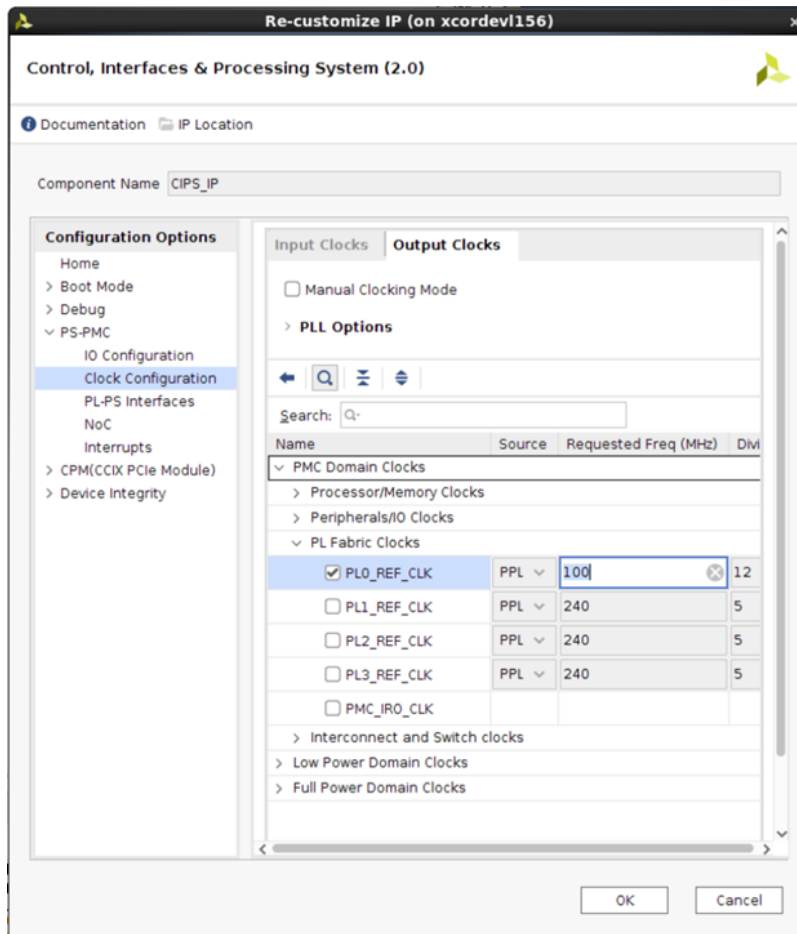 Re-customize IP (on xcordevl156)
Control, Interfaces & Processing System (2.0)
Documentation IP Location
Component Name CIPS_IP
Configuration Options
Home
Boot Mode
Debug
PS-PMC
IO Configuration
Clock Configuration
PL-PS Interfaces
NoC
Interrupts
CPM(CCIX PCIe Module)
Device Integrity
Input Clocks Output Clocks
Manual Clocking Mode
PLL Options
Search:
Name Source Requested Freq (MHz) Divi
PMC Domain Clocks
Processor/Memory Clocks
Peripherals/IO Clocks
PL Fabric Clocks
PL0_REF_CLK PPL 100 12
PL1_REF_CLK PPL 240 5
PL2_REF_CLK PPL 240 5
PL3_REF_CLK PPL 240 5
PMC_IRO_CLK
Interconnect and Switch clocks
Low Power Domain Clocks
Full Power Domain Clocks
OK Cancel